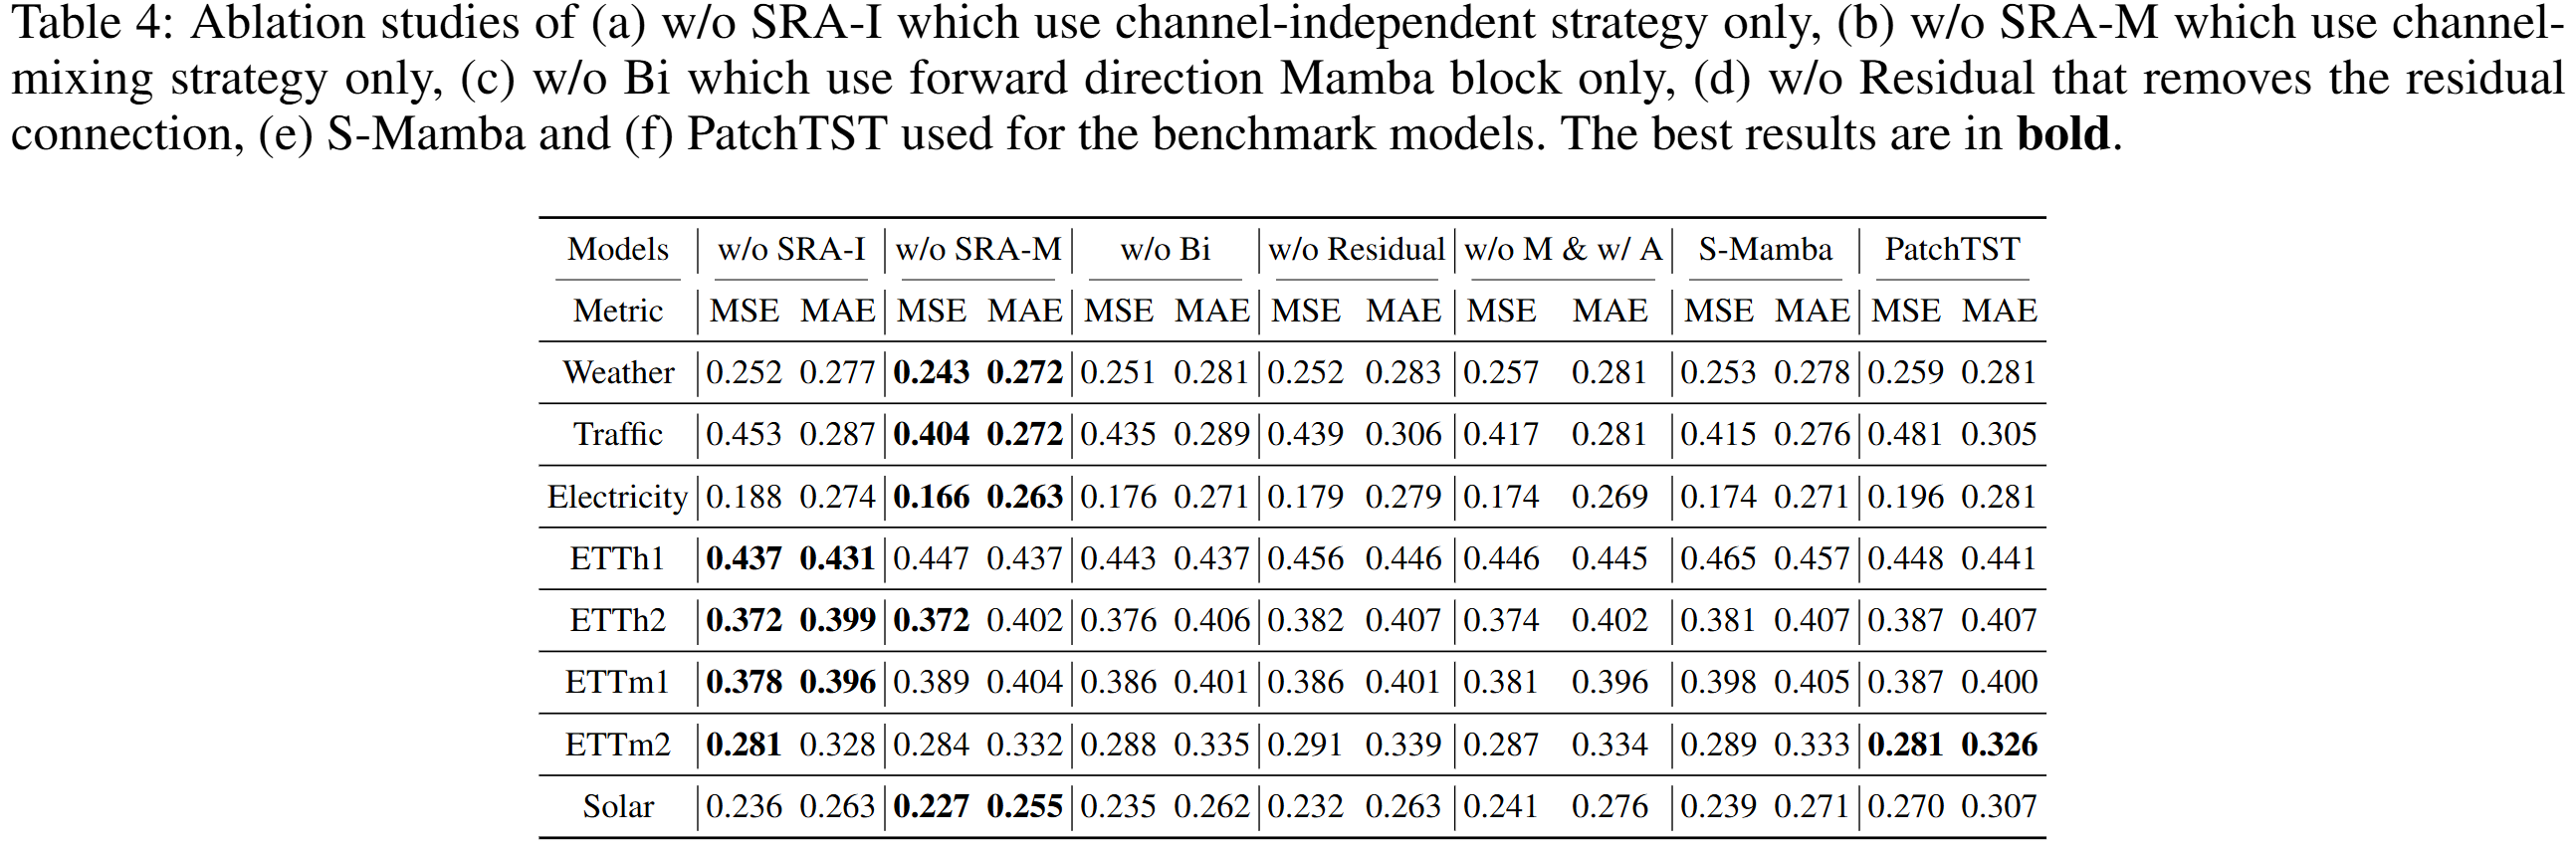 Table 4: Ablation studies of (a) w/o SRA-I which use channel-independent strategy only, (b) w/o SRA-M which use channel-
mixing strategy only, (c) w/o Bi which use forward direction Mamba block only, (d) w/o Residual that removes the residual
connection, (e) S-Mamba and (f) PatchTST used for the benchmark models. The best results are in bold.
Models w/o SRA-I w/o SRA-M w/o Bi w/o Residual w/o M & w/ A S-Mamba PatchTST
Metric MSE MAE MSE MAE MSE MAE MSE MAE MSE MAE MSE MAE MSE MAE
Weather 0.252 0.277 0.243 0.272 0.251 0.281 0.252 0.283 0.257 0.281 0.253 0.278 0.259 0.281
Traffic 0.453 0.287 0.404 0.272 0.435 0.289 0.439 0.306 0.417 0.281 0.415 0.276 0.481 0.305
Electricity 0.188 0.274 0.166 0.263 0.176 0.271 0.179 0.279 0.174 0.269 0.174 0.271 0.196 0.281
ETTh1 0.437 0.431 0.447 0.437 0.443 0.437 0.456 0.446 0.446 0.445 0.465 0.457 0.448 0.441
ETTh2 0.372 0.399 0.372 0.402 0.376 0.406 0.382 0.407 0.374 0.402 0.381 0.407 0.387 0.407
ETTm1 0.378 0.396 0.389 0.404 0.386 0.401 0.386 0.401 0.381 0.396 0.398 0.405 0.387 0.400
ETTm2 0.281 0.328 0.284 0.332 0.288 0.335 0.291 0.339 0.287 0.334 0.289 0.333 0.281 0.326
Solar 0.236 0.263 0.227 0.255 0.235 0.262 0.232 0.263 0.241 0.276 0.239 0.271 0.270 0.307